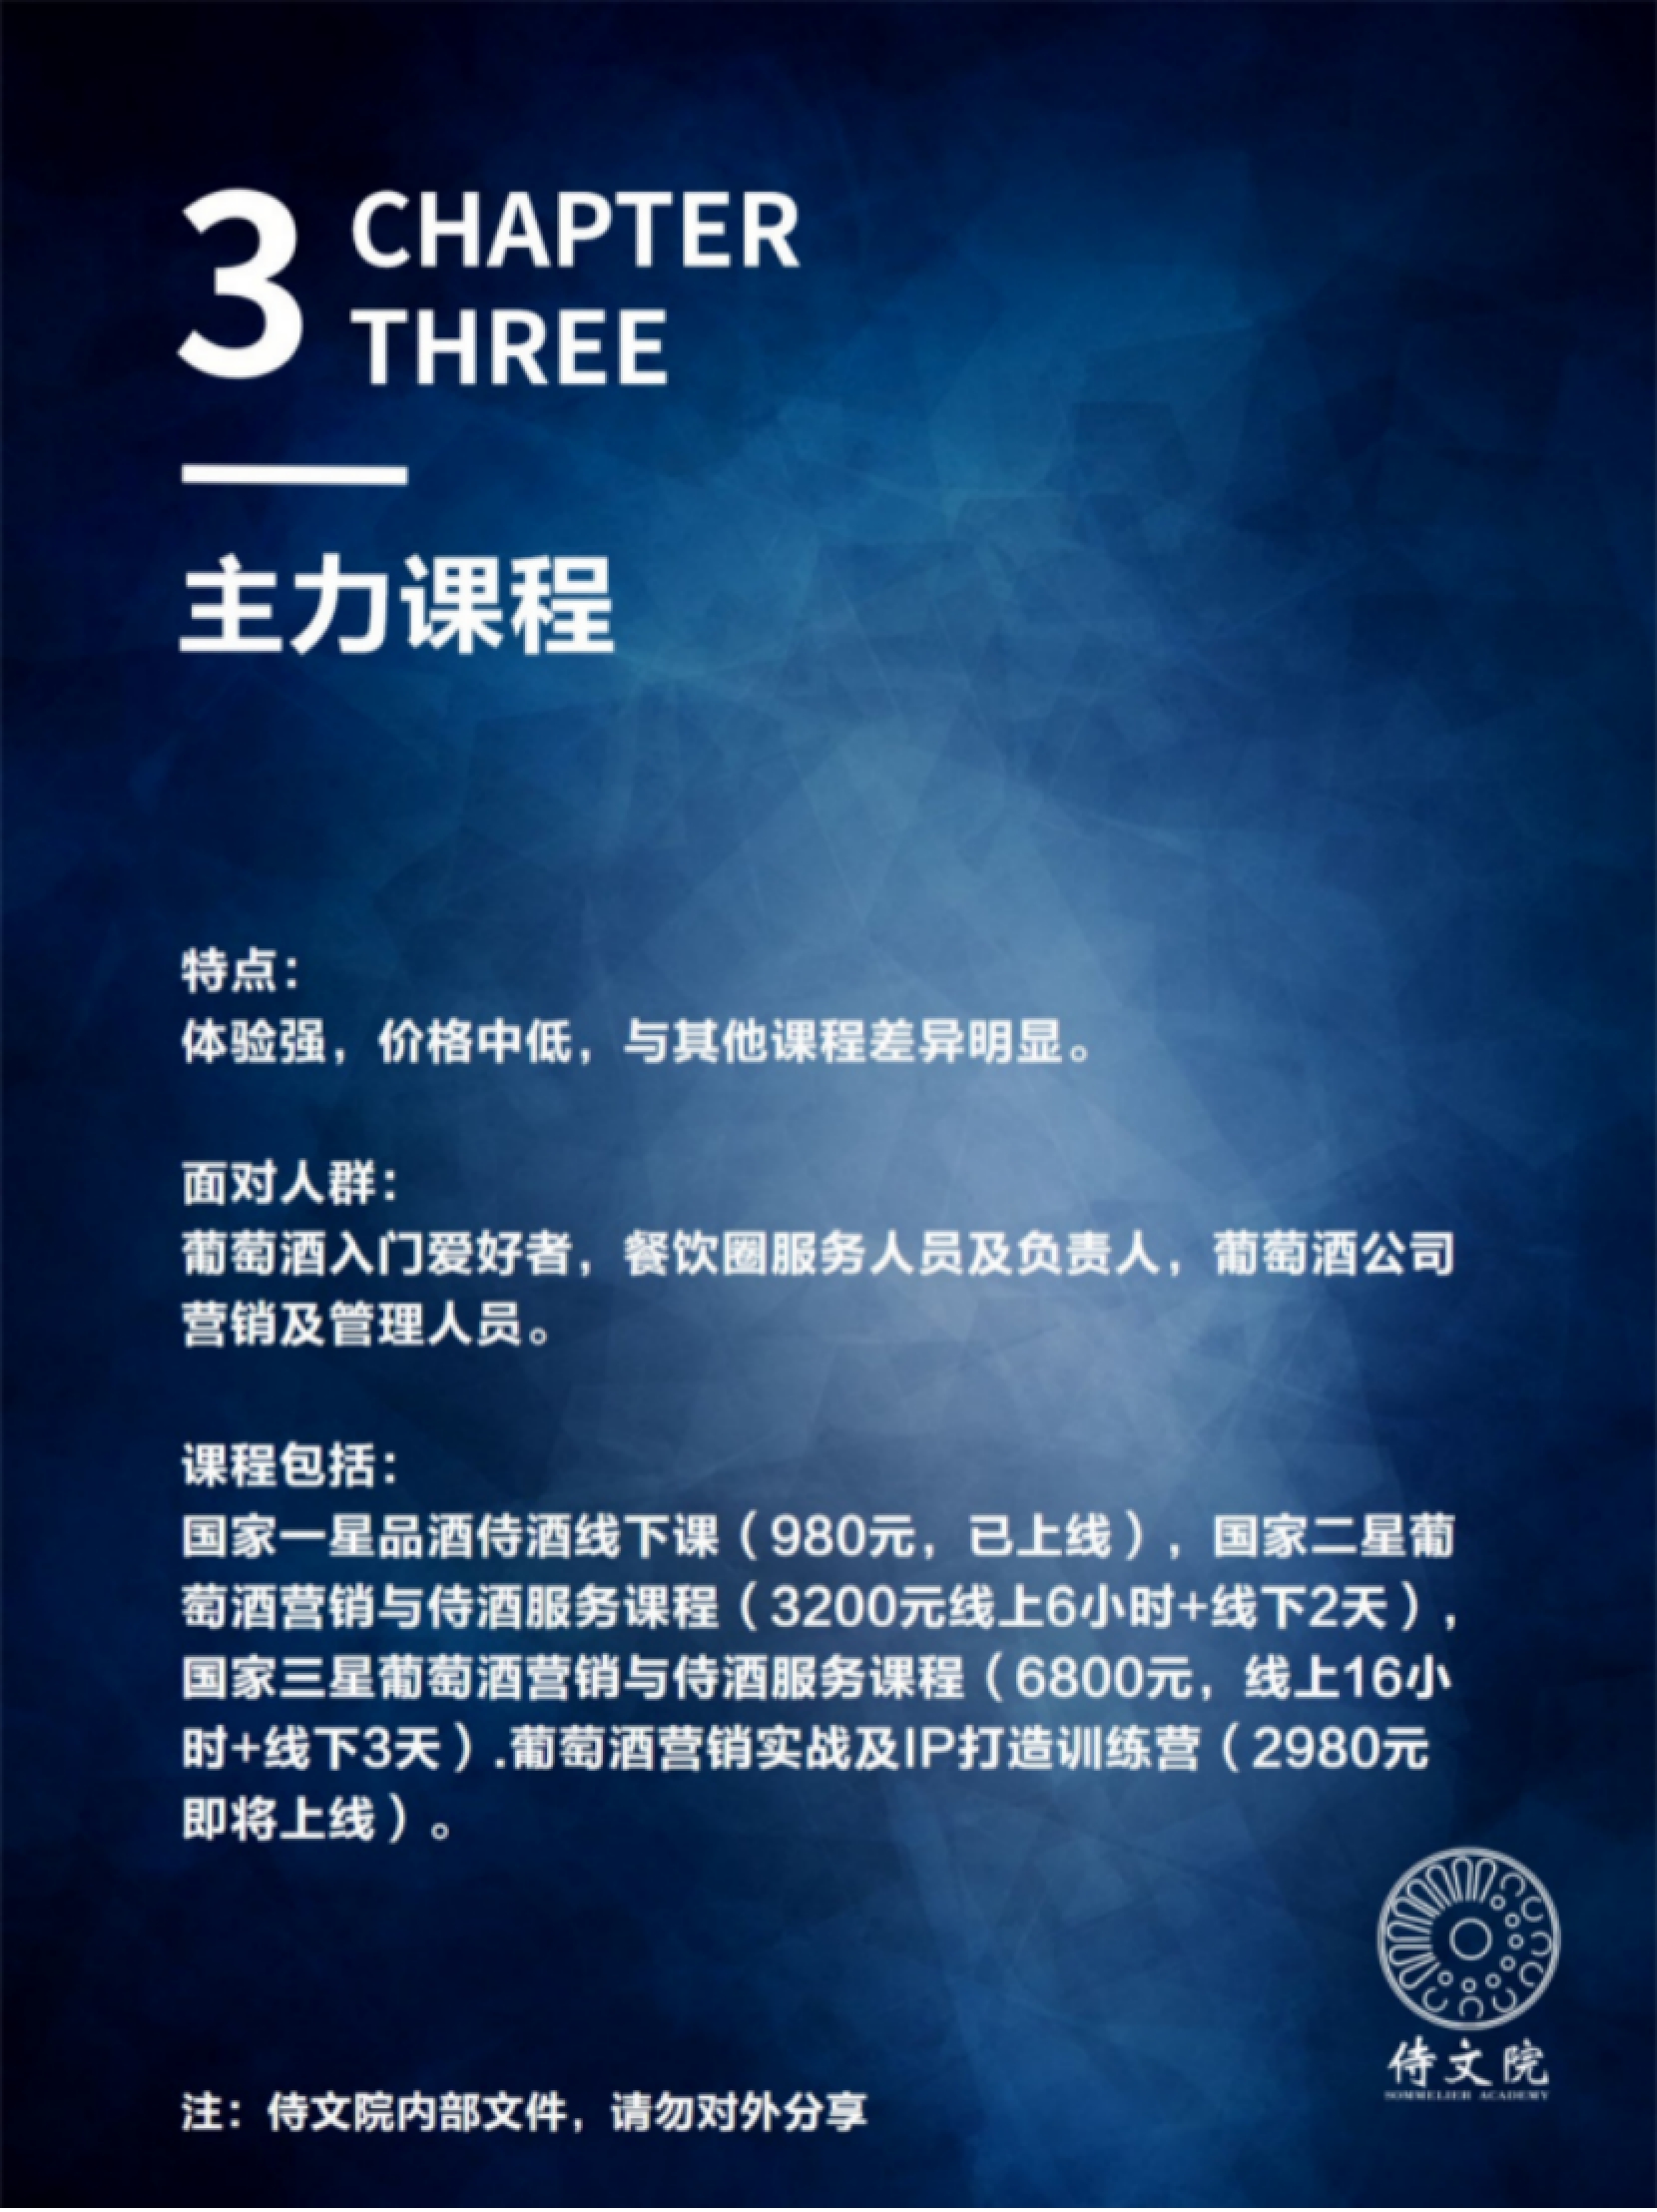 3 CHAPTER
THREE
主力课程
特点：
体验强，价格中低，与其他课程差异明显。
面对人群：
葡萄酒入门爱好者，餐饮圈服务人员及负责人，葡萄酒公司
营销及管理人员。
课程包括：
国家一星品酒侍酒线下课（980元，已上线），国家二星葡
萄酒营销与侍酒服务课程（3200元线上6小时+线下2天），
国家三星葡萄酒营销与侍酒服务课程（6800元，线上16小
时+线下3天）.葡萄酒营销实战及IP打造训练营（2980元
即将上线）。
侍文院
SOMMELIER ACADEMY
注：侍文院内部文件，请勿对外分享